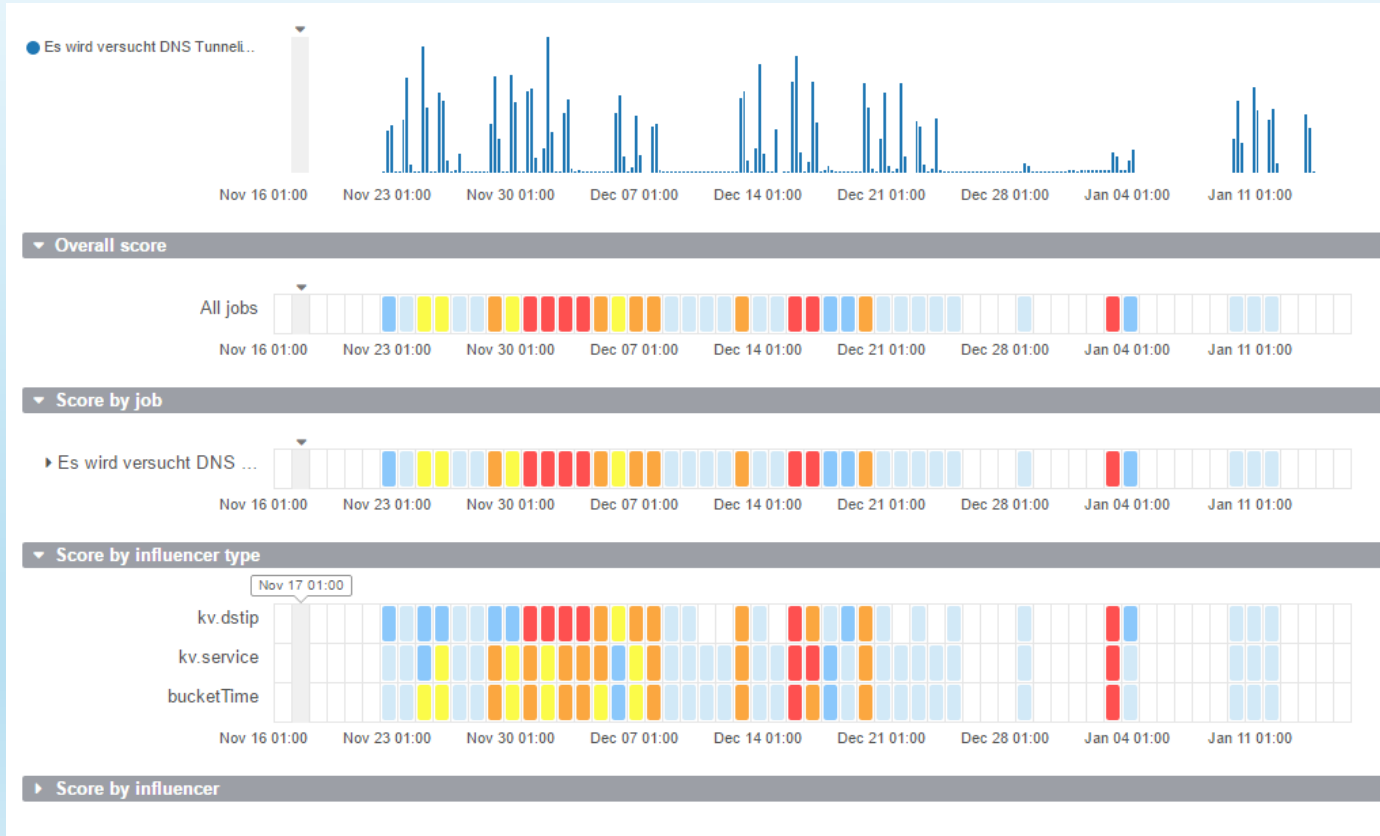 Es wird versucht DNS Tunneli...
Nov 16 01:00 Nov 23 01:00 Nov 30 01:00 Dec 07 01:00 Dec 14 01:00 Dec 21 01:00 Dec 28 01:00 Jan 04 01:00 Jan 11 01:00
Overall score
All jobs
Nov 16 01:00 Nov 23 01:00 Nov 30 01:00 Dec 07 01:00 Dec 14 01:00 Dec 21 01:00 Dec 28 01:00 Jan 04 01:00 Jan 11 01:00
Score by job
Es wird versucht DNS ...
Nov 16 01:00 Nov 23 01:00 Nov 30 01:00 Dec 07 01:00 Dec 14 01:00 Dec 21 01:00 Dec 28 01:00 Jan 04 01:00 Jan 11 01:00
Score by influencer type
Nov 17 01:00
kv.dstip
kv.service
bucketTime
Nov 16 01:00 Nov 23 01:00 Nov 30 01:00 Dec 07 01:00 Dec 14 01:00 Dec 21 01:00 Dec 28 01:00 Jan 04 01:00 Jan 11 01:00
Score by influencer